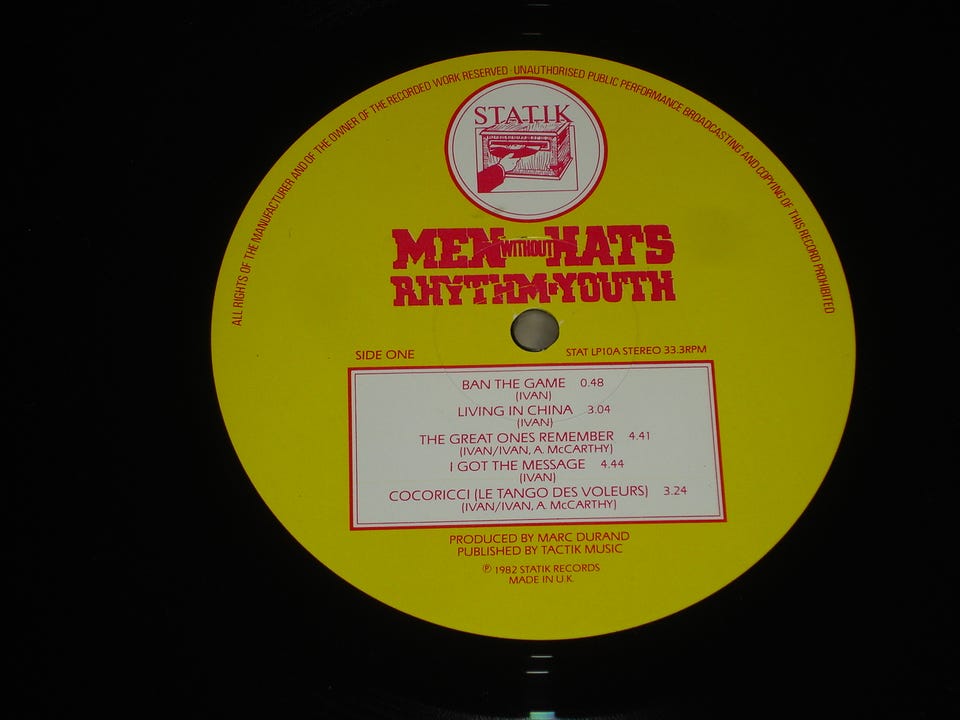 ALL RIGHTS OF THE MANUFACTURER AND OF THE OWNER OF THE RECORDED WORK RESERVED · UNAUTHORISED PUBLIC PERFORMANCE BROADCASTING AND COPYING OF THIS RECORD PROHIBITED
STATIK
MEN WITHOUT HATS
RHYTHM·YOUTH
SIDE ONE STAT LP10A STEREO 33.3RPM
BAN THE GAME 0.48
(IVAN)
LIVING IN CHINA 3.04
(IVAN)
THE GREAT ONES REMEMBER 4.41
(IVAN/IVAN, A. McCARTHY)
I GOT THE MESSAGE 4.44
(IVAN)
COCORICCI (LE TANGO DES VOLEURS) 3.24
(IVAN/IVAN, A. McCARTHY)
PRODUCED BY MARC DURAND
PUBLISHED BY TACTIK MUSIC
℗ 1982 STATIK RECORDS
MADE IN U.K.